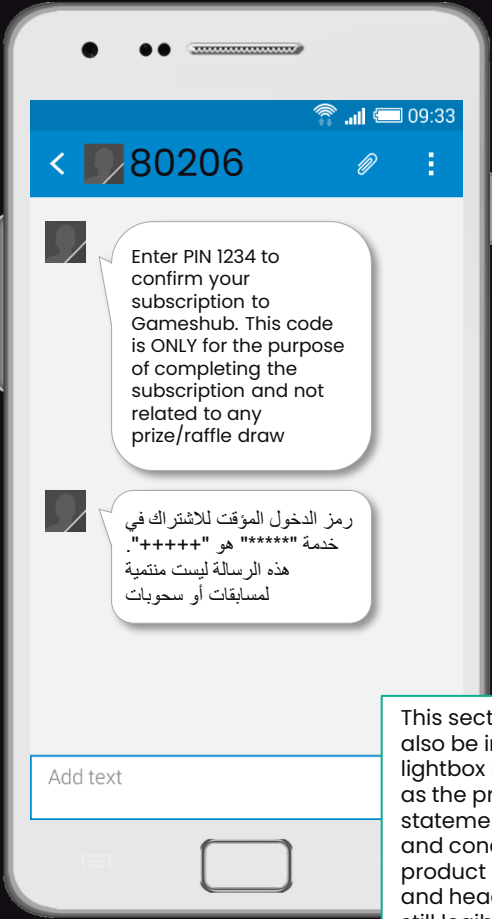 09:33
80206
Enter PIN 1234 to
confirm your
subscription to
Gameshub. This code
is ONLY for the purpose
of completing the
subscription and not
related to any
prize/raffle draw
رمز الدخول المؤقت للاشتراك في
خدمة "*****" هو "+++++".
هذه الرسالة ليست منتمية
لمسابقات أو سحوبات
Add text
This sect
also be i
lightbox
as the pr
stateme
and con
product
and hea
still legib